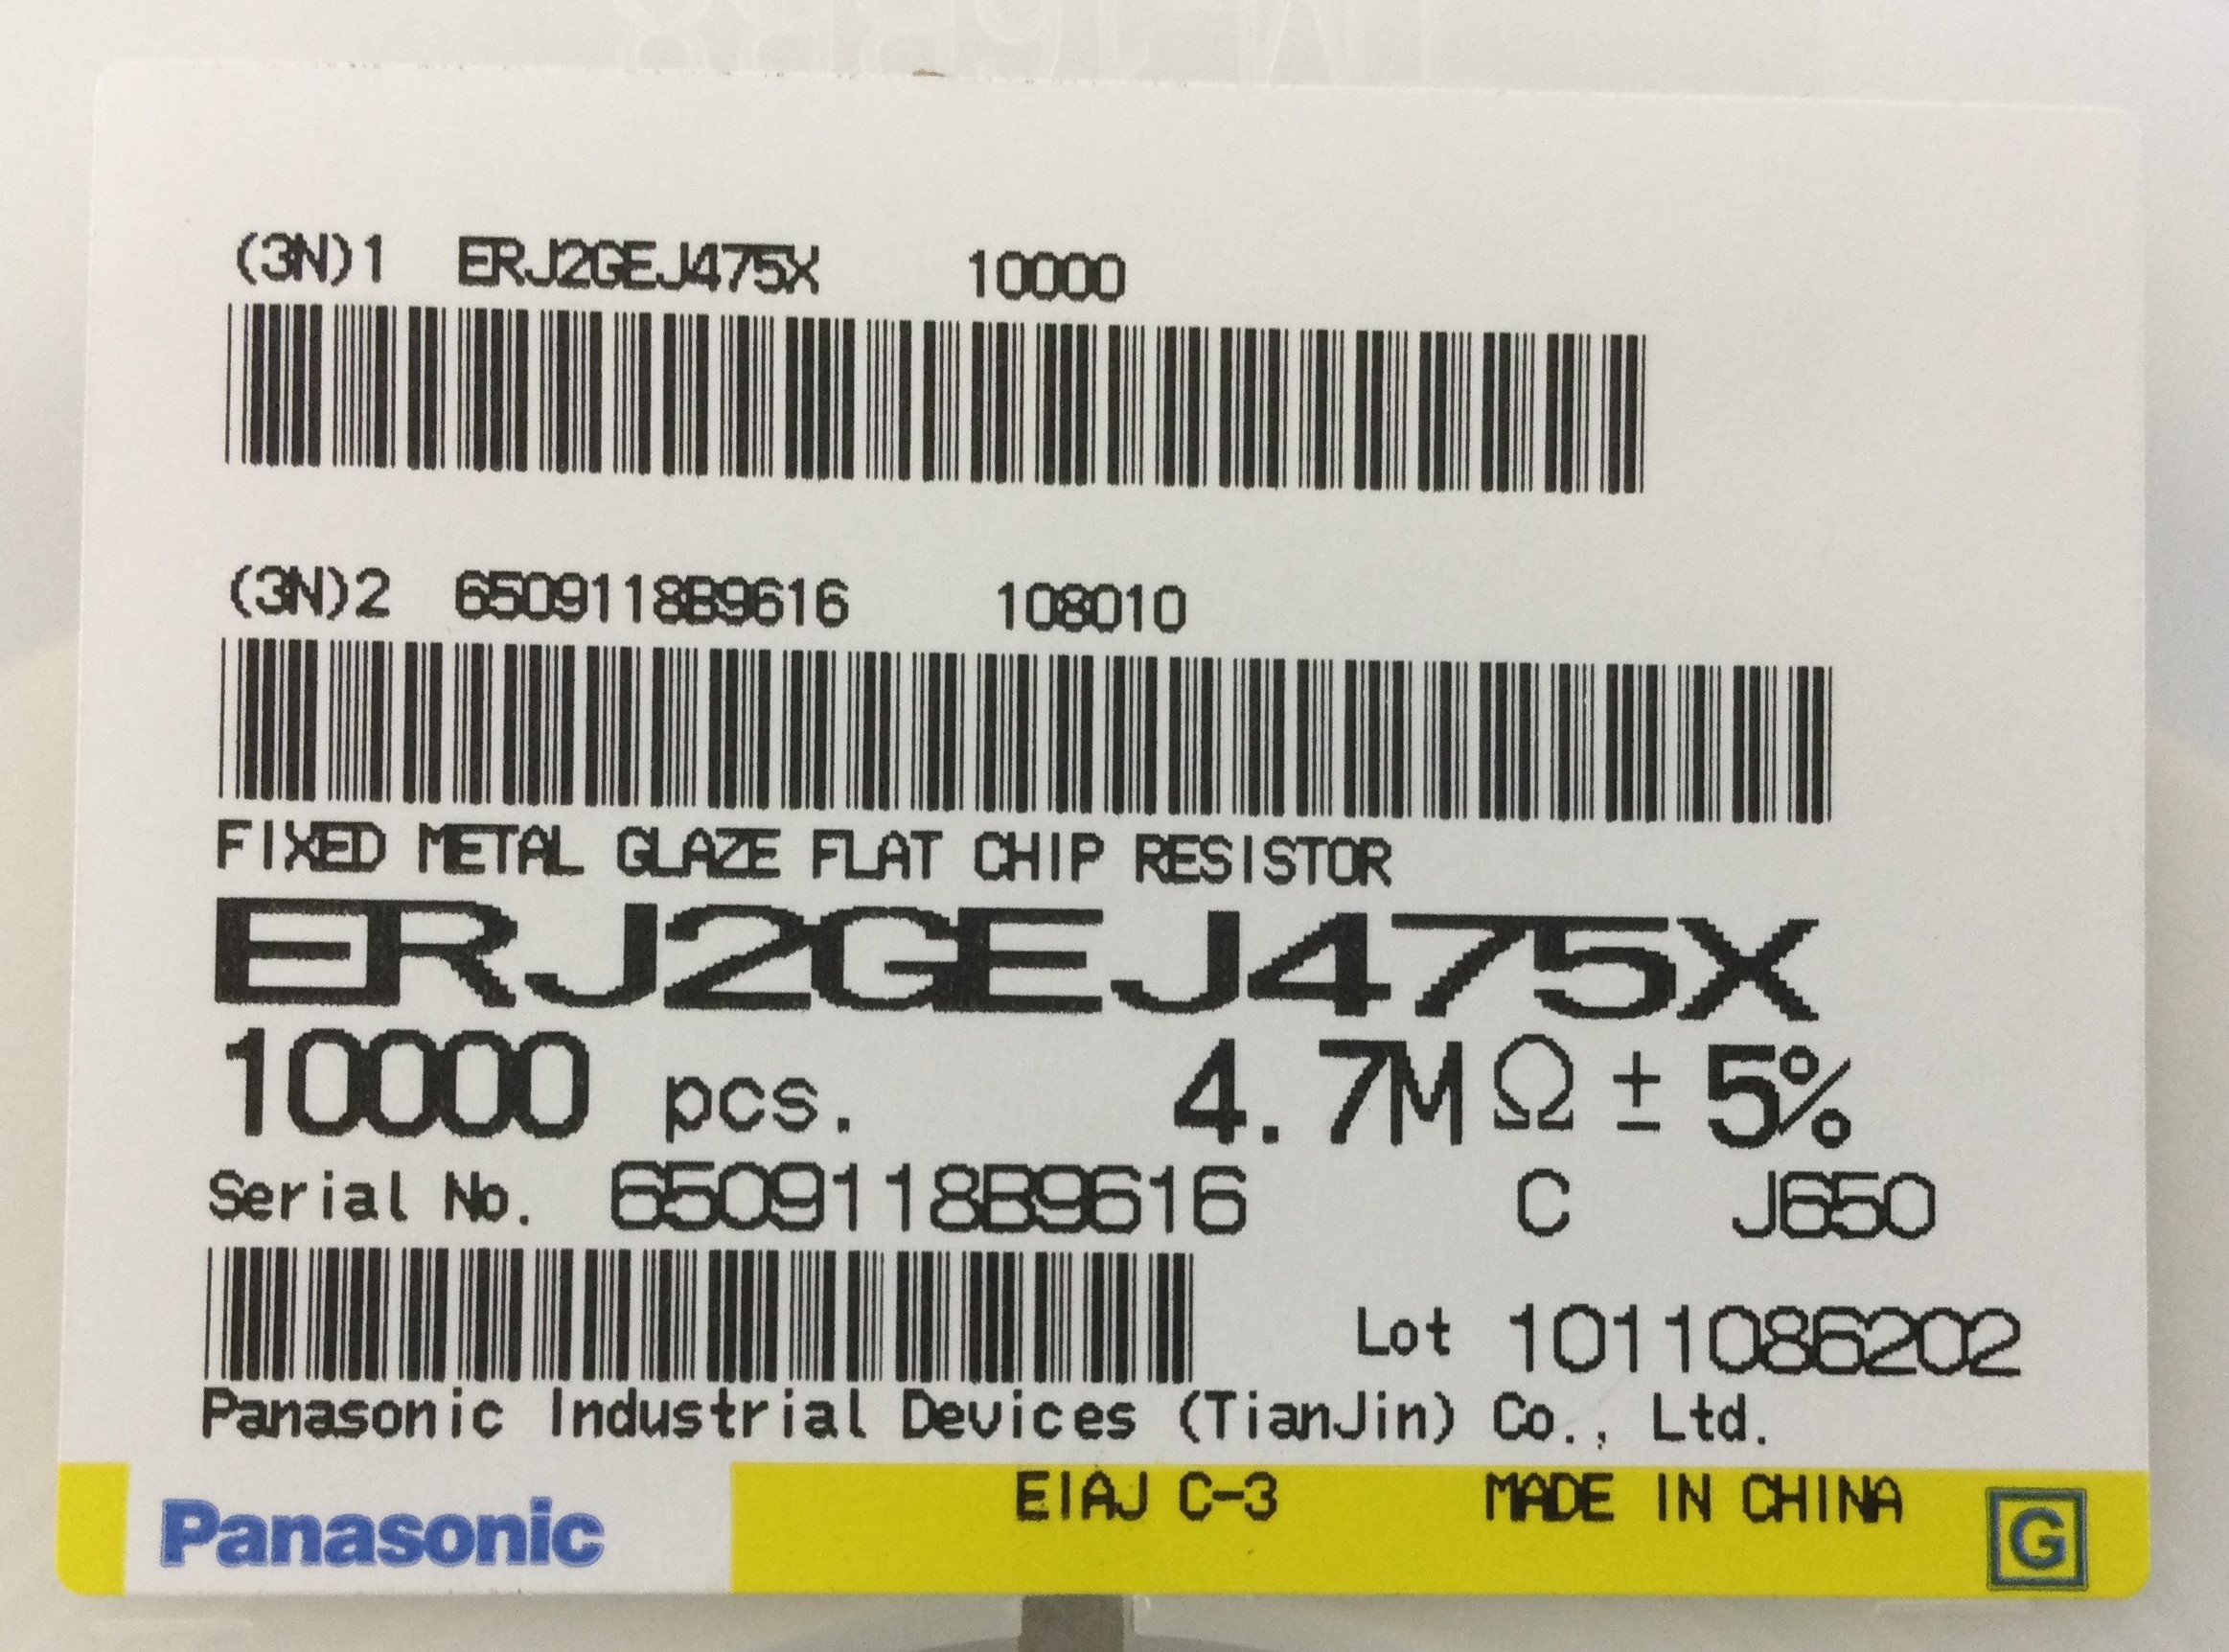 (3N)1 ERJ2GEJ475X 10000
(3N)2 6509118B9616 108010
FIXED METAL GLAZE FLAT CHIP RESISTOR
ERJ2GEJ475X
10000 pcs. 4.7MΩ±5%
Serial No. 6509118B9616 C J650
Lot 1011086202
Panasonic Industrial Devices (TianJin) Co., Ltd.
EIAJ C-3 MADE IN CHINA
Panasonic G